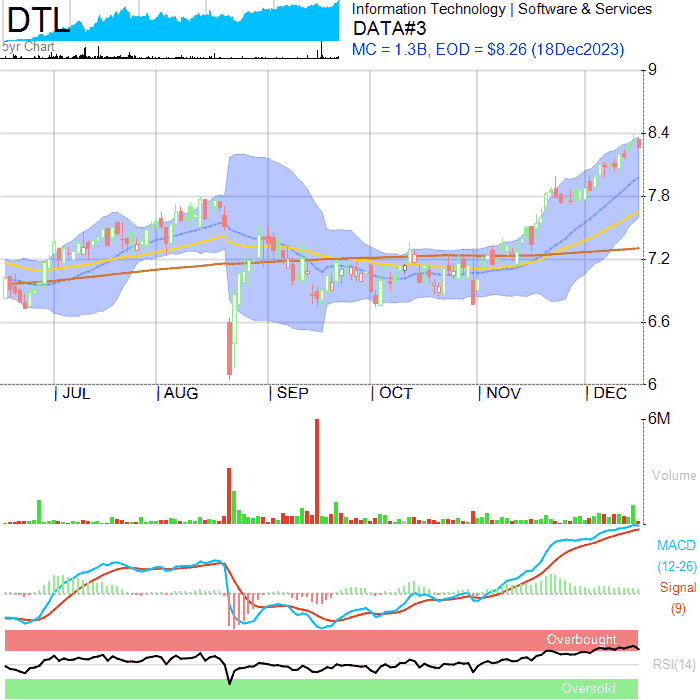 DTL
5yr Chart
Information Technology | Software & Services
DATA#3
MC = 1.3B, EOD = $8.26 (18Dec2023)
9
8.4
7.8
7.2
6.6
6
JUL AUG SEP OCT NOV DEC
6M
Volume
MACD
(12-26)
Signal
(9)
Overbought
RSI(14)
Oversold